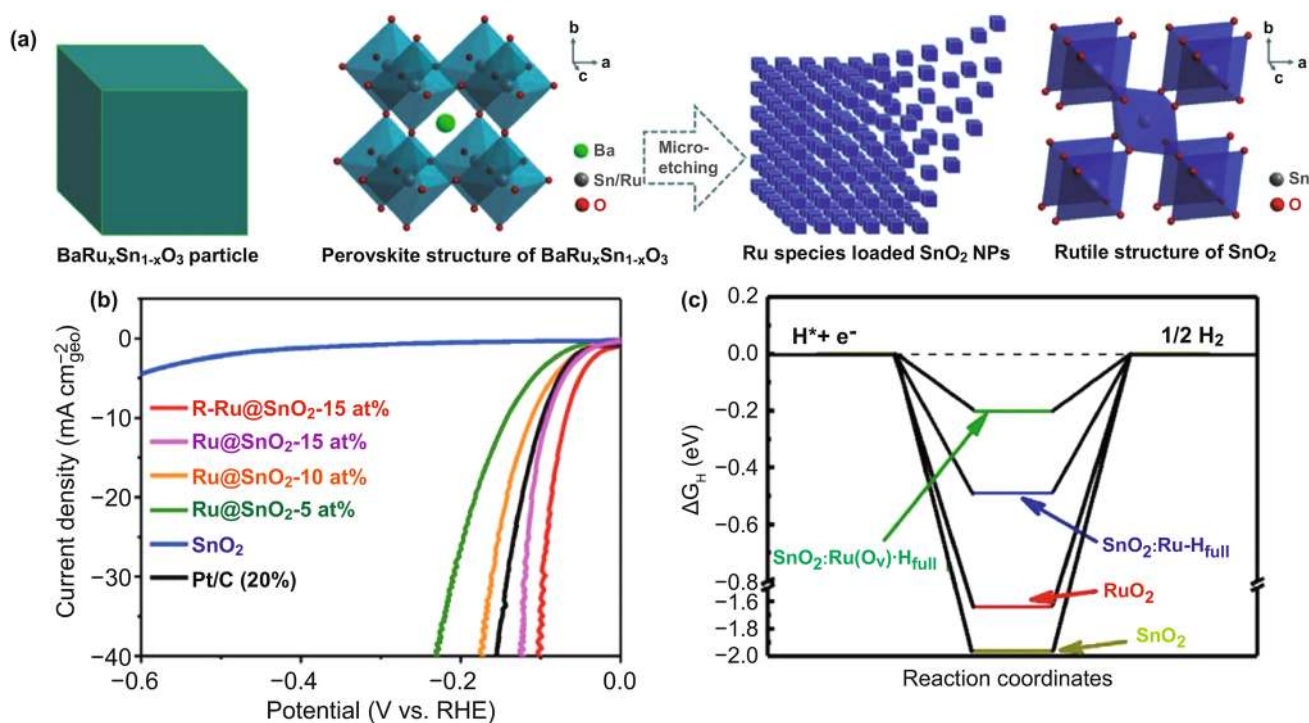 (a)
b
a
c
Ba
Sn/Ru
O
Micro-
etching
b
a
c
Sn
O
BaRuₓSn₁₋ₓO₃ particle
Perovskite structure of BaRuₓSn₁₋ₓO₃
Ru species loaded SnO₂ NPs
Rutile structure of SnO₂
(b)
Current density (mA cm⁻²geo)
0
−10
−20
−30
−40
R-Ru@SnO₂-15 at%
Ru@SnO₂-15 at%
Ru@SnO₂-10 at%
Ru@SnO₂-5 at%
SnO₂
Pt/C (20%)
−0.6
−0.4
−0.2
0.0
Potential (V vs. RHE)
(c)
ΔG_H (eV)
0.2
0.0
−0.2
−0.4
−0.6
−0.8
−1.6
−1.8
−2.0
H*+ e⁻
1/2 H₂
SnO₂:Ru(Oᵥ)·H_full
SnO₂:Ru-H_full
RuO₂
SnO₂
Reaction coordinates